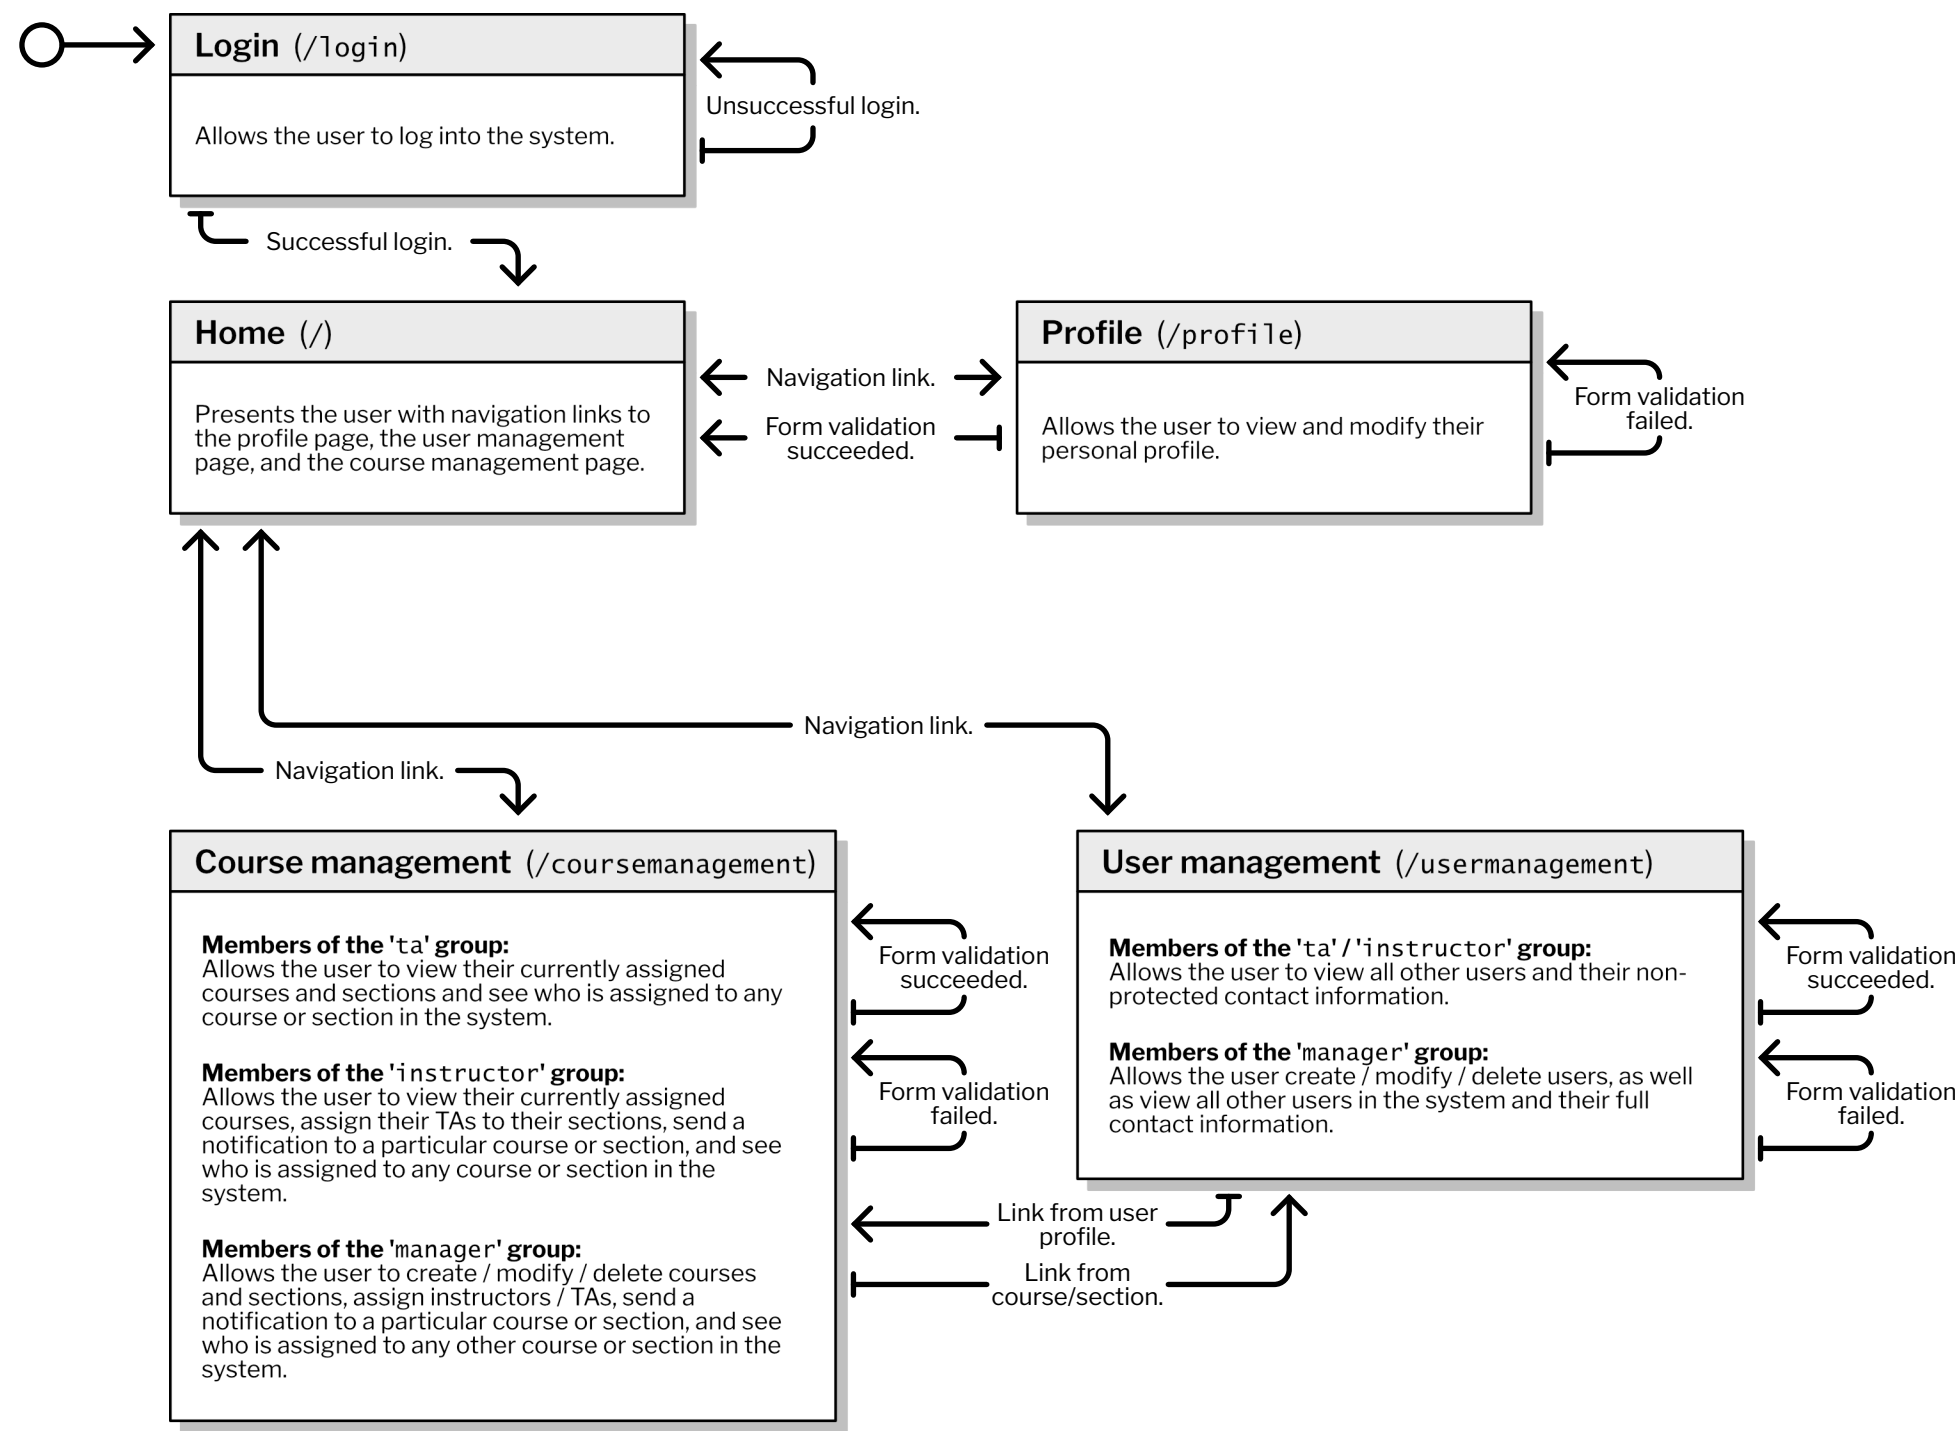 Login (/login)
Allows the user to log into the system.
Unsuccessful login.
Successful login.
Home (/)
Presents the user with navigation links to
the profile page, the user management
page, and the course management page.
Navigation link.
Form validation
succeeded.
Profile (/profile)
Allows the user to view and modify their
personal profile.
Form validation
failed.
Navigation link.
Navigation link.
Course management (/coursemanagement)
Members of the 'ta' group:
Allows the user to view their currently assigned
courses and sections and see who is assigned to any
course or section in the system.
Members of the 'instructor' group:
Allows the user to view their currently assigned
courses, assign their TAs to their sections, send a
notification to a particular course or section, and see
who is assigned to any course or section in the
system.
Members of the 'manager' group:
Allows the user to create / modify / delete courses
and sections, assign instructors / TAs, send a
notification to a particular course or section, and see
who is assigned to any other course or section in the
system.
Form validation
succeeded.
Form validation
failed.
Link from user
profile.
Link from
course/section.
User management (/usermanagement)
Members of the 'ta'/'instructor' group:
Allows the user to view all other users and their non-
protected contact information.
Members of the 'manager' group:
Allows the user create / modify / delete users, as well
as view all other users in the system and their full
contact information.
Form validation
succeeded.
Form validation
failed.